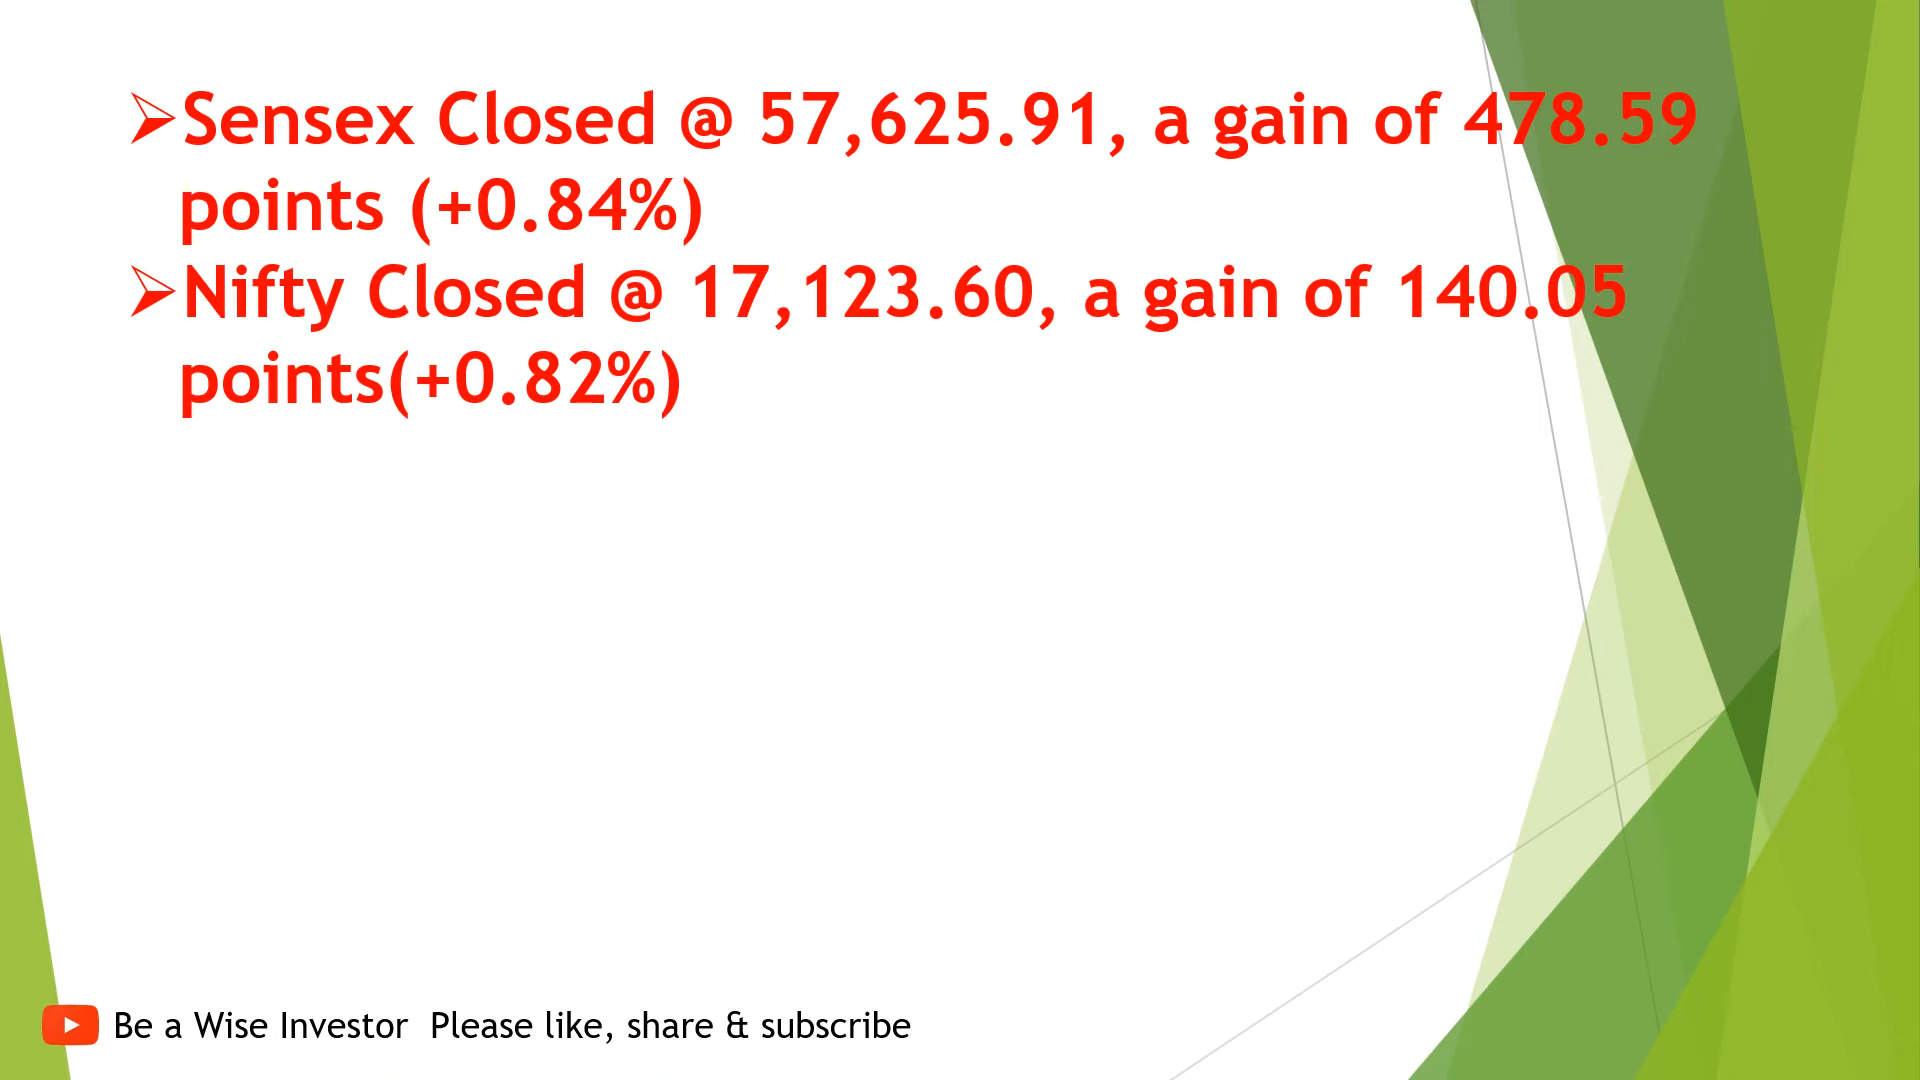 ➢Sensex Closed @ 57,625.91, a gain of 478.59
points (+0.84%)
➢Nifty Closed @ 17,123.60, a gain of 140.05
points(+0.82%)
Be a Wise Investor  Please like, share & subscribe